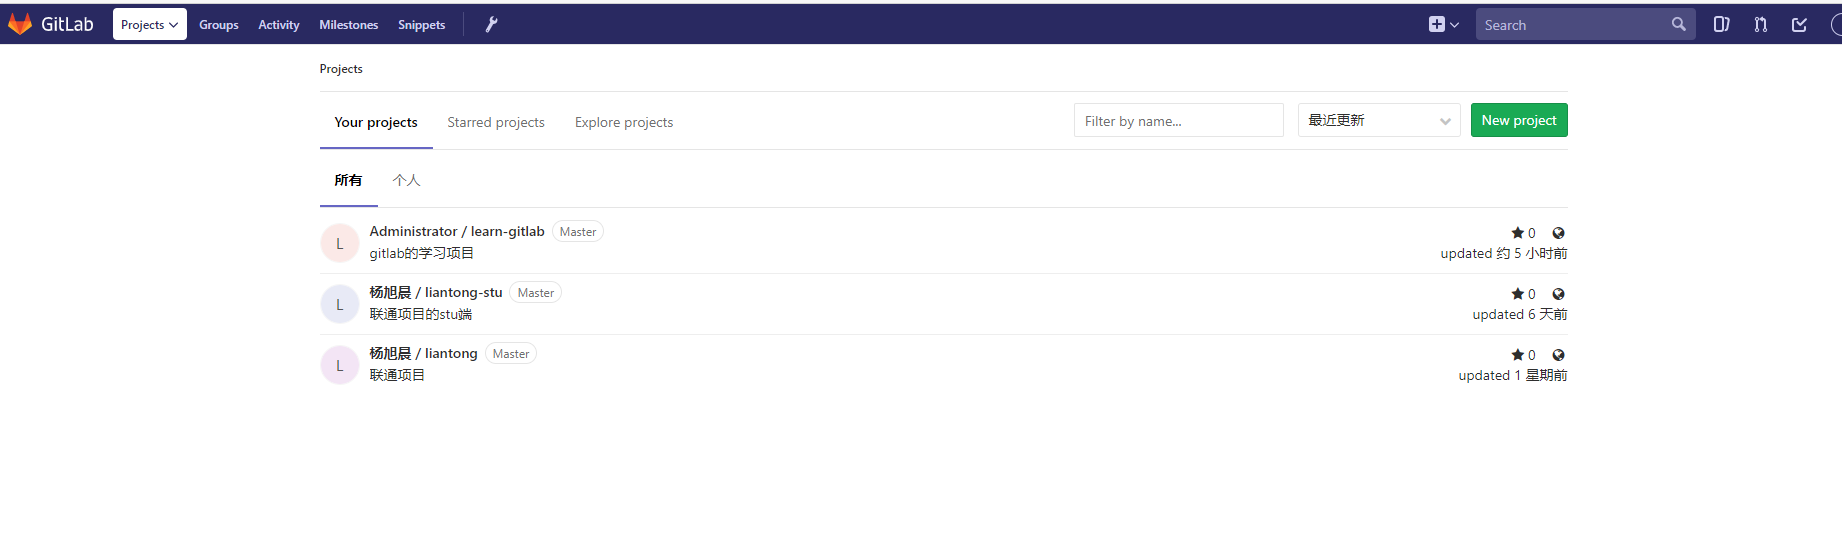 GitLab Projects Groups Activity Milestones Snippets Search
Projects
Your projects Starred projects Explore projects Filter by name... 最近更新 New project
所有 个人
L Administrator / learn-gitlab Master 0
gitlab的学习项目 updated 约 5 小时前
L 杨旭晨 / liantong-stu Master 0
联通项目的stu端 updated 6 天前
L 杨旭晨 / liantong Master 0
联通项目 updated 1 星期前